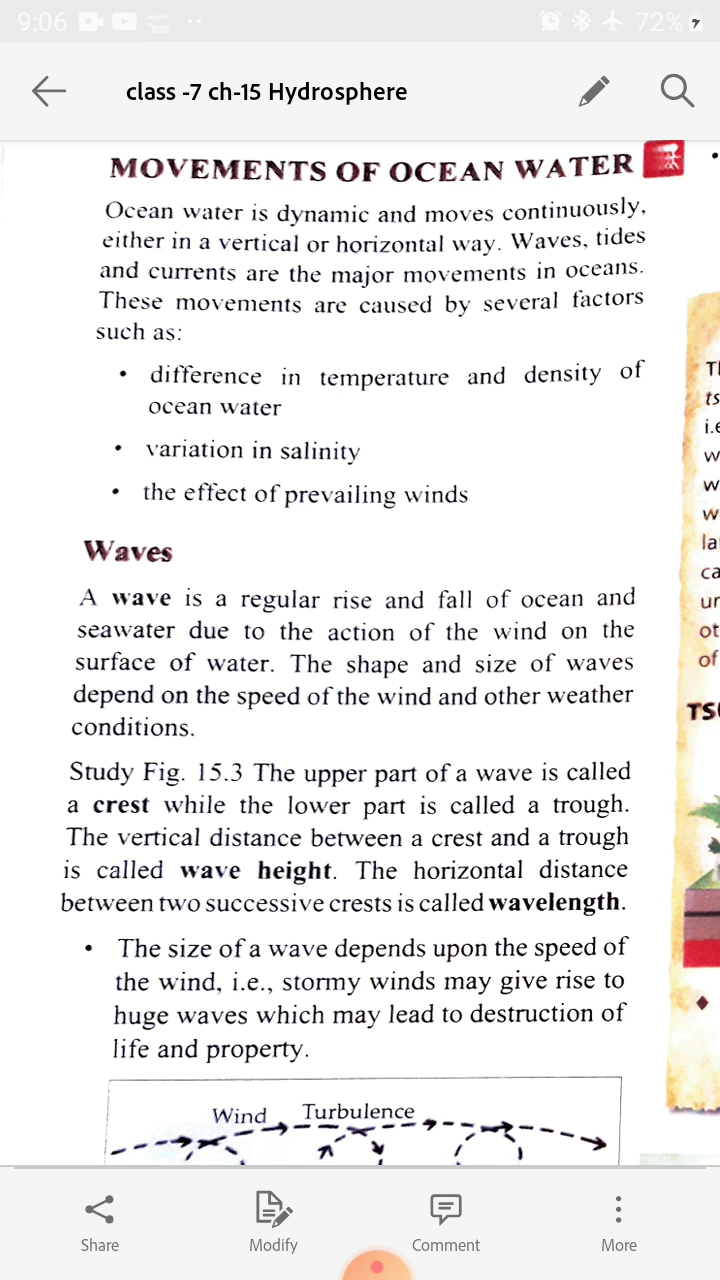 9:06
72%
class -7 ch-15 Hydrosphere
MOVEMENTS OF OCEAN WATER
Ocean water is dynamic and moves continuously,
either in a vertical or horizontal way. Waves, tides
and currents are the major movements in oceans.
These movements are caused by several factors
such as:
• difference in temperature and density of
ocean water
• variation in salinity
• the effect of prevailing winds
Waves
A wave is a regular rise and fall of ocean and
seawater due to the action of the wind on the
surface of water. The shape and size of waves
depend on the speed of the wind and other weather
conditions.
Study Fig. 15.3 The upper part of a wave is called
a crest while the lower part is called a trough.
The vertical distance between a crest and a trough
is called wave height. The horizontal distance
between two successive crests is called wavelength.
• The size of a wave depends upon the speed of
the wind, i.e., stormy winds may give rise to
huge waves which may lead to destruction of
life and property.
Wind Turbulence
Share Modify Comment More